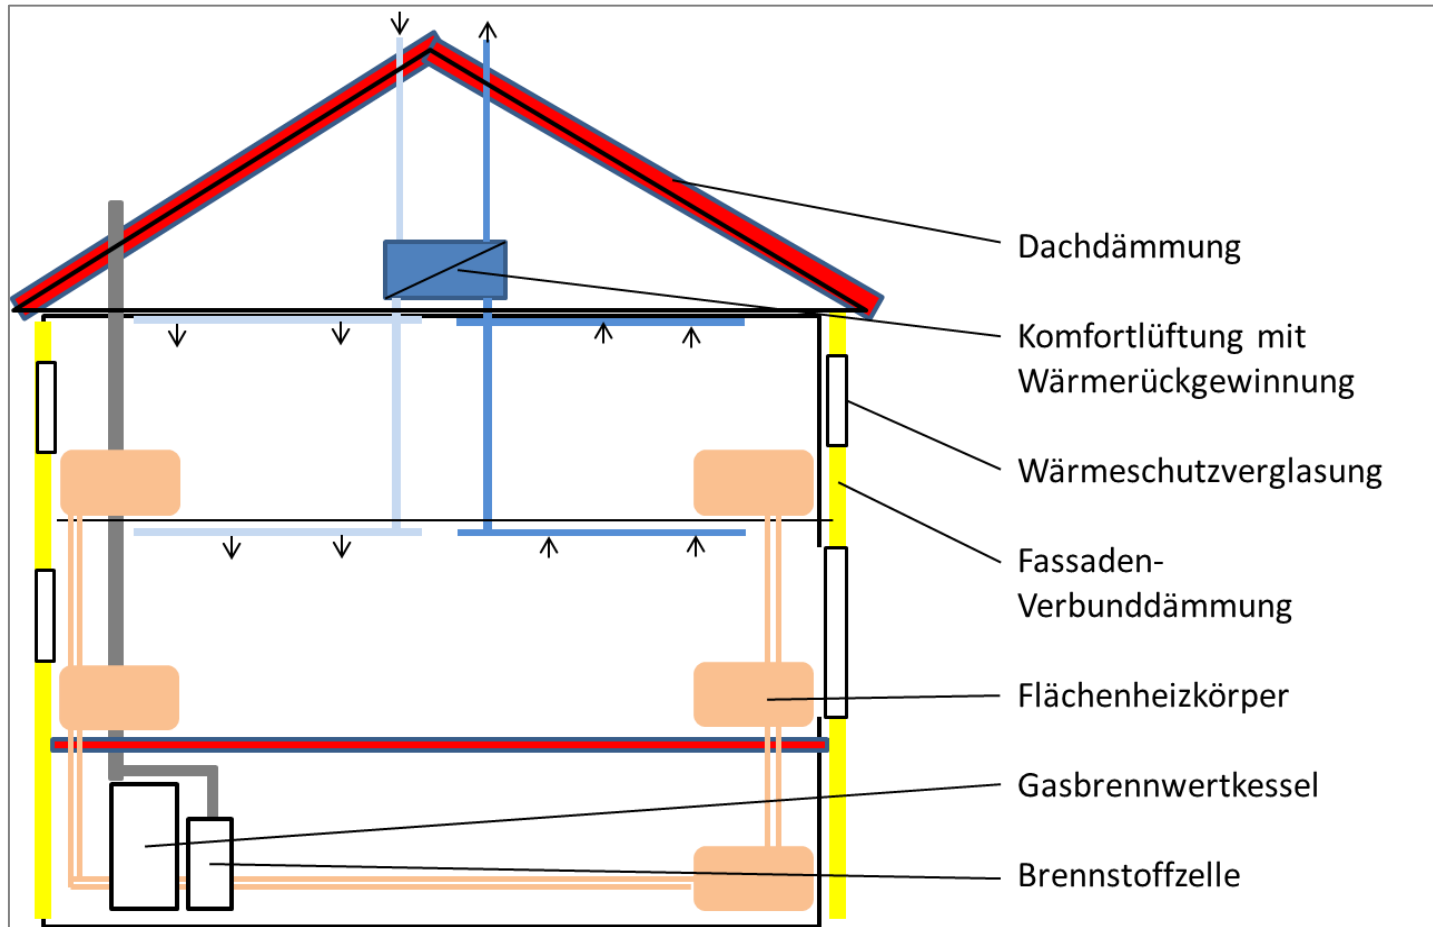 Dachdämmung
Komfortlüftung mit
Wärmerückgewinnung
Wärmeschutzverglasung
Fassaden-
Verbunddämmung
Flächenheizkörper
Gasbrennwertkessel
Brennstoffzelle